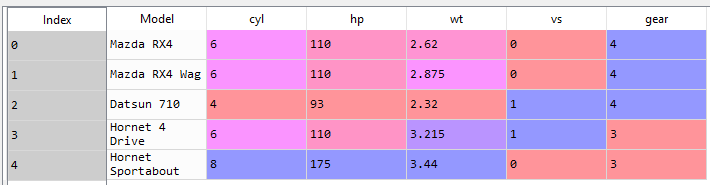 Index Model cyl hp wt vs gear
0 Mazda RX4 6 110 2.62 0 4
1 Mazda RX4 Wag 6 110 2.875 0 4
2 Datsun 710 4 93 2.32 1 4
3 Hornet 4 Drive 6 110 3.215 1 3
4 Hornet Sportabout 8 175 3.44 0 3